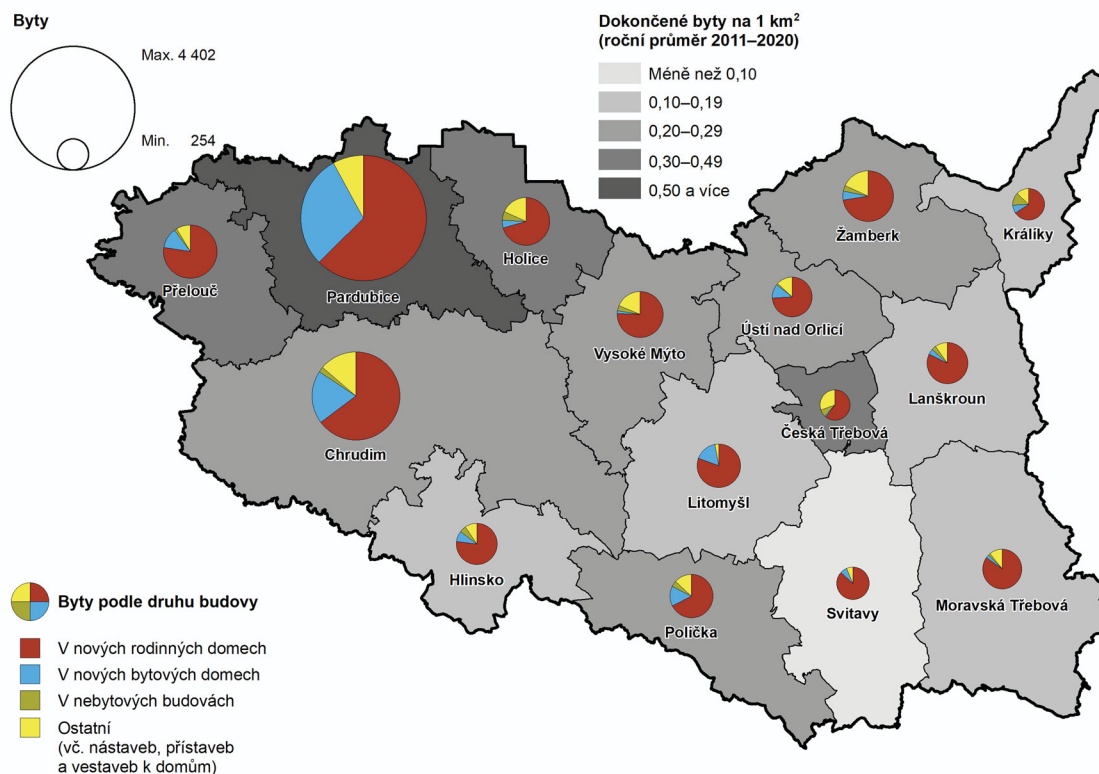 Byty
Max. 4 402
Min. 254
Dokončené byty na 1 km²
(roční průměr 2011–2020)
Méně než 0,10
0,10–0,19
0,20–0,29
0,30–0,49
0,50 a více
Žamberk
Králíky
Holice
Přelouč
Pardubice
Ústí nad Orlicí
Vysoké Mýto
Lanškroun
Česká Třebová
Chrudim
Litomyšl
Hlinsko
Moravská Třebová
Svitavy
Polička
Byty podle druhu budovy
V nových rodinných domech
V nových bytových domech
V nebytových budovách
Ostatní
(vč. nástaveb, přístaveb
a vestaveb k domům)